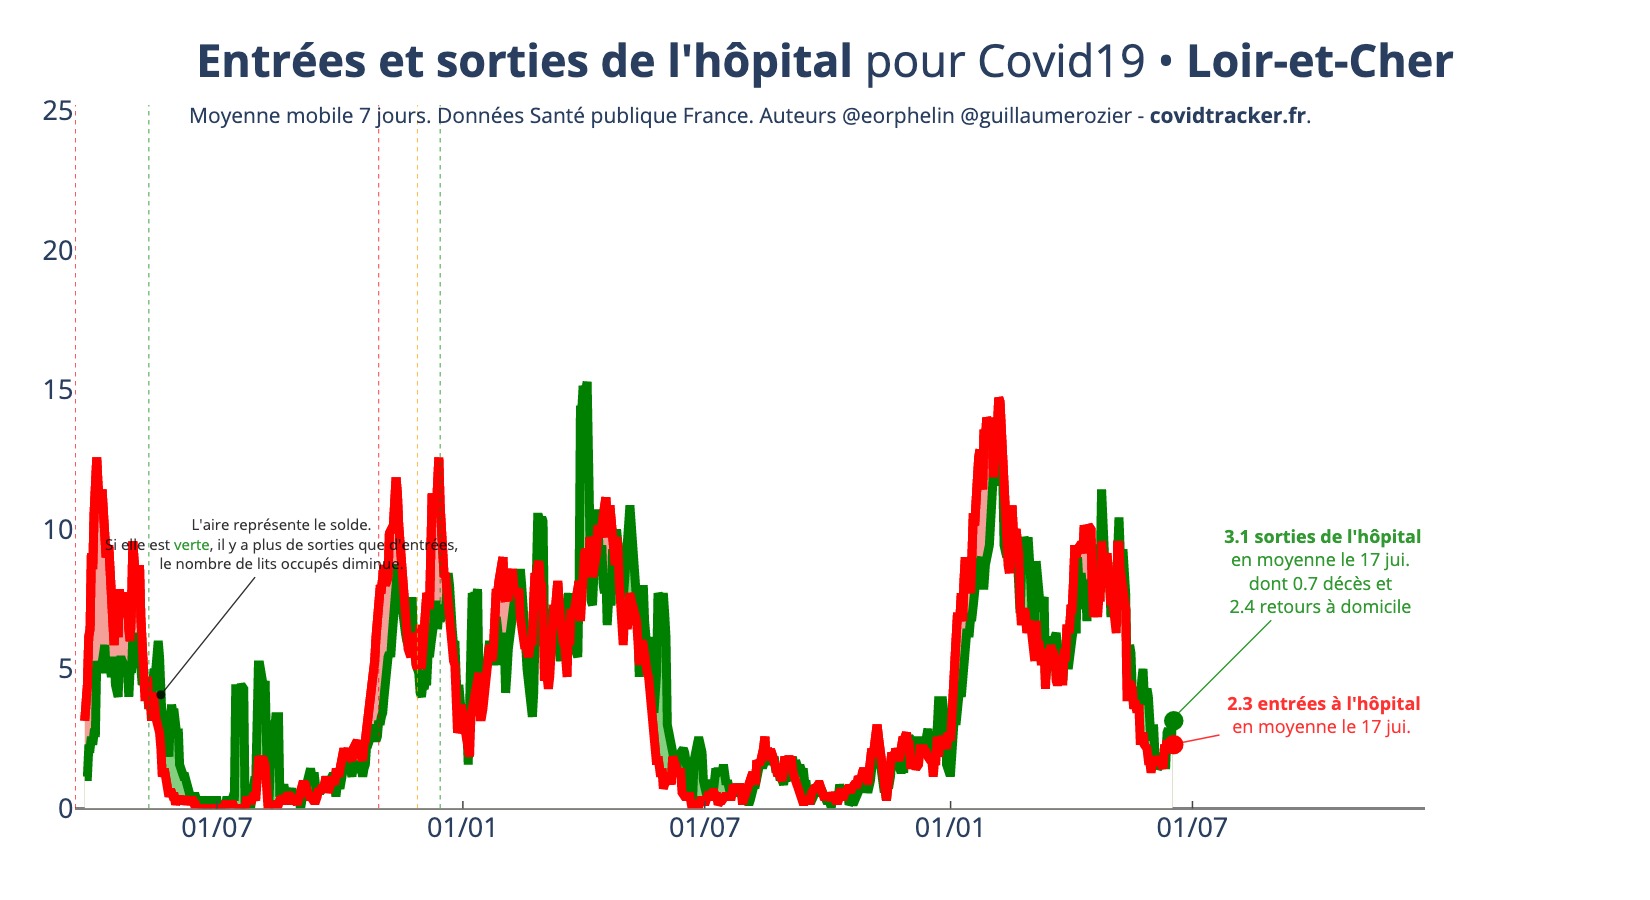 Entrées et sorties de l'hôpital pour Covid19 • Loir-et-Cher
Moyenne mobile 7 jours. Données Santé publique France. Auteurs @eorphelin @guillaumerozier - covidtracker.fr.
25
20
15
10
5
0
L'aire représente le solde.
Si elle est verte, il y a plus de sorties que d'entrées,
le nombre de lits occupés diminue.
3.1 sorties de l'hôpital
en moyenne le 17 jui.
dont 0.7 décès et
2.4 retours à domicile
2.3 entrées à l'hôpital
en moyenne le 17 jui.
01/07
01/01
01/07
01/01
01/07